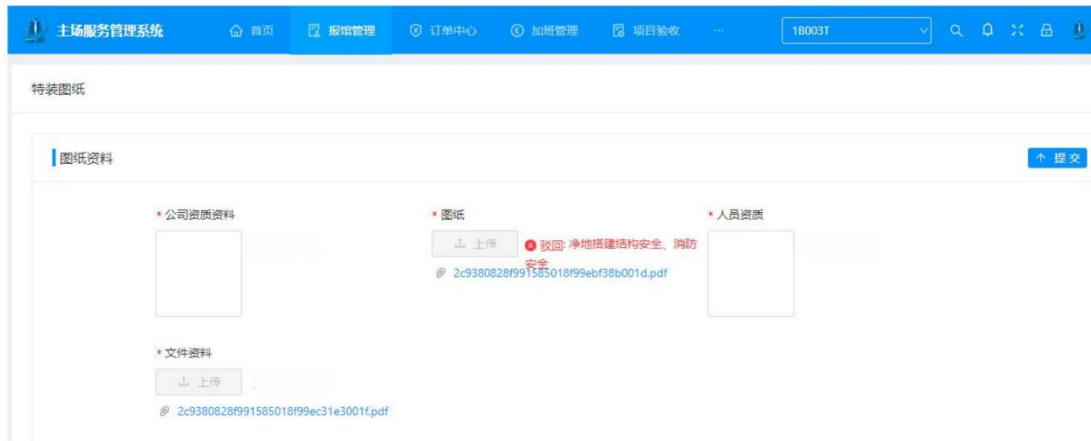 主场服务管理系统 首页 报馆管理 订单中心 加班管理 项目验收 ... 1B003T
特装图纸
图纸资料 提交
* 公司资质资料 * 图纸 * 人员资质
上传 驳回: 净地搭建结构安全、消防
安全
2c9380828f991585018f99ebf38b001d.pdf
* 文件资料
上传
2c9380828f991585018f99ec31e3001f.pdf